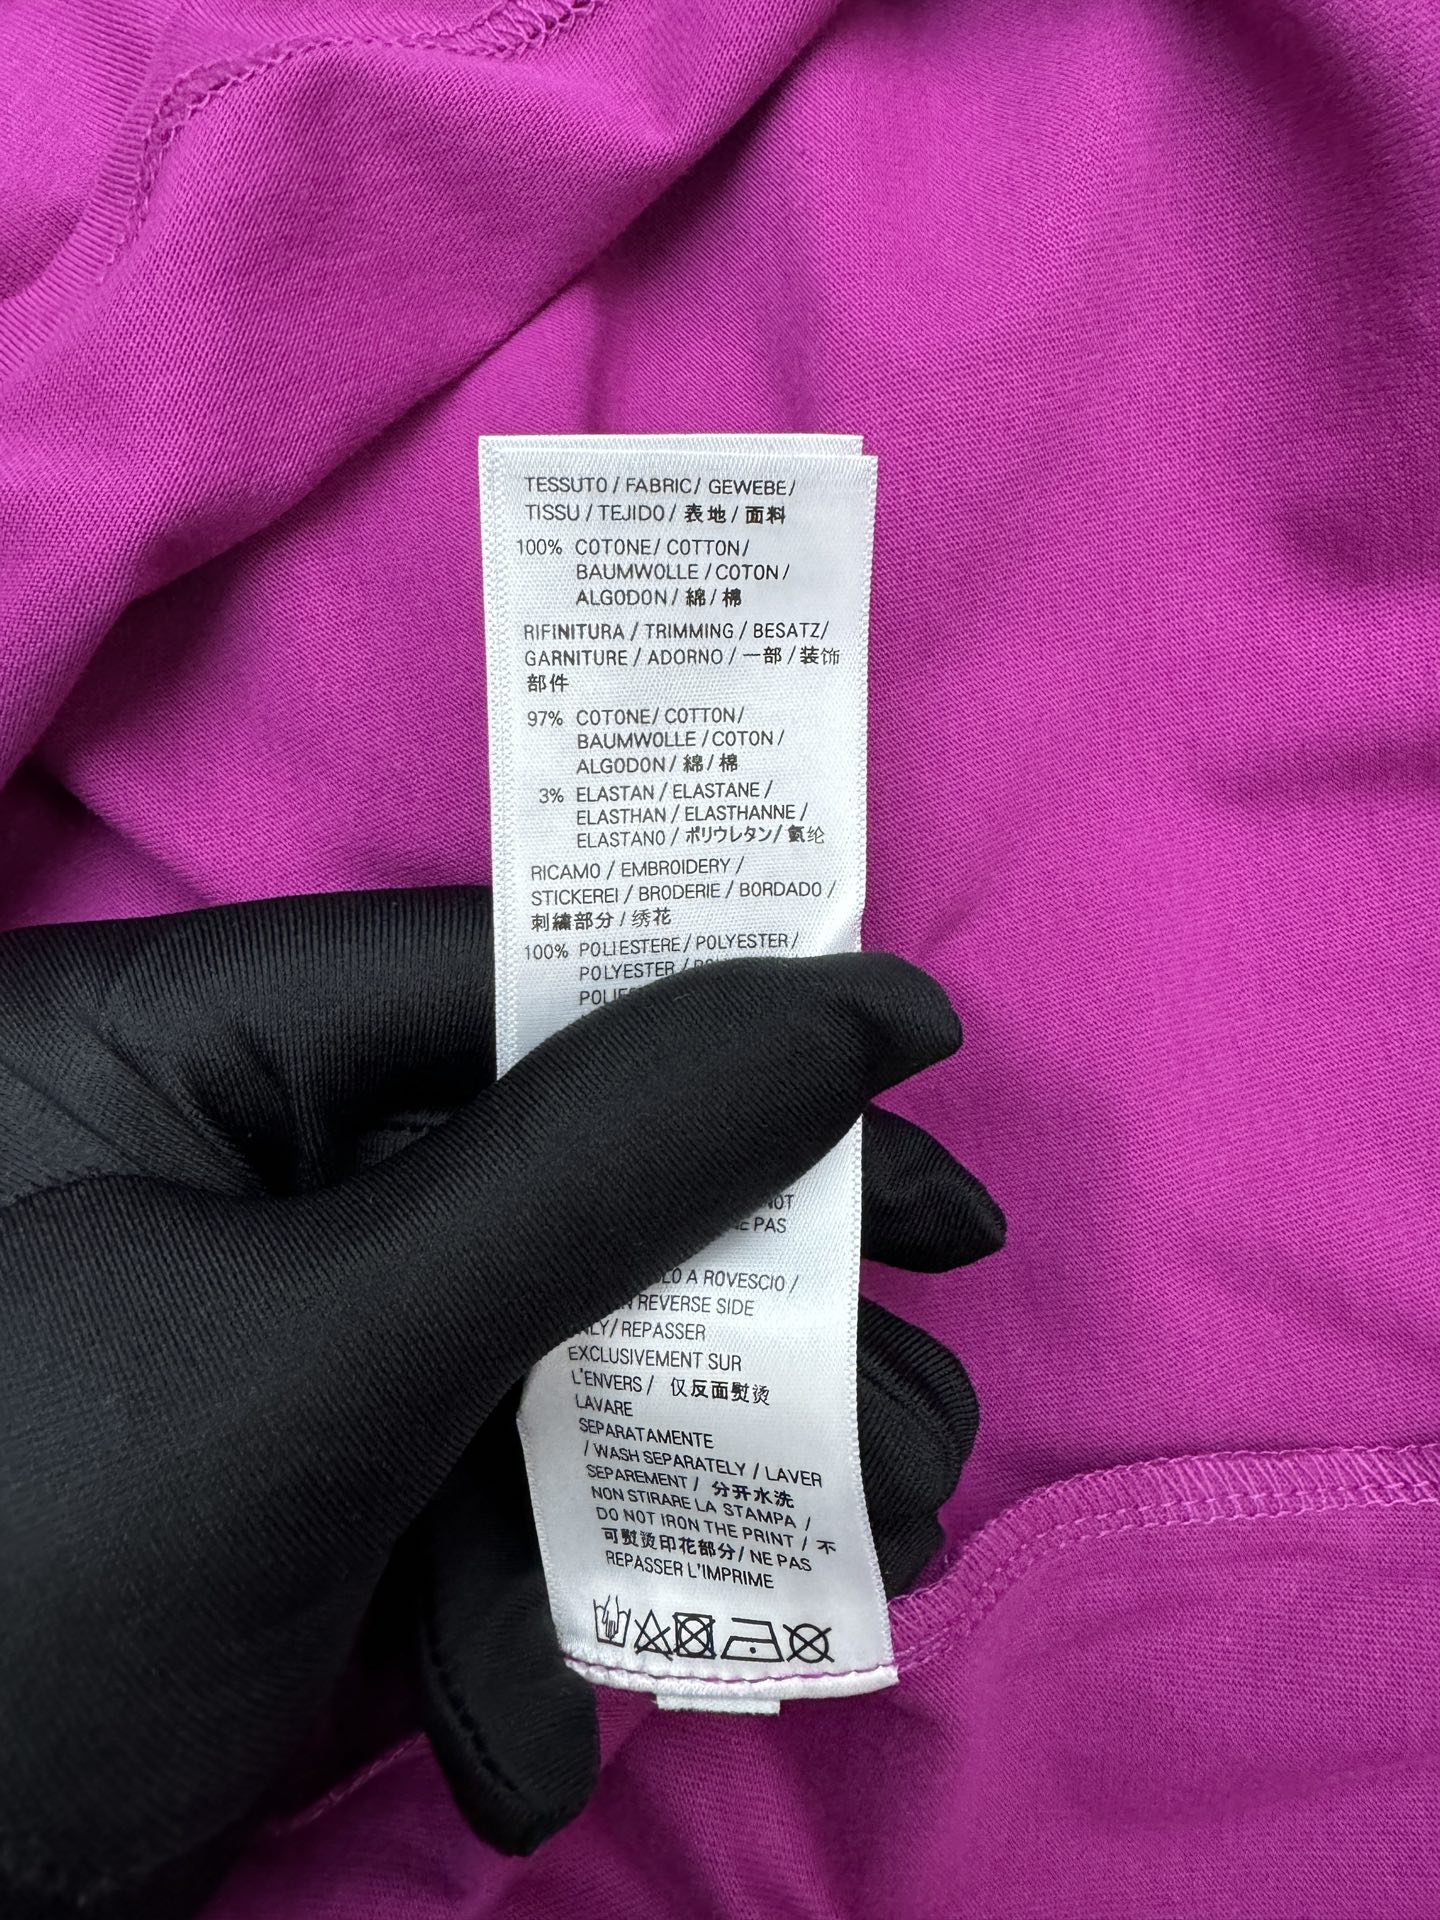 TESSUTO / FABRIC / GEWEBE /
TISSU / TEJIDO / 表地 / 面料
100% COTONE / COTTON /
BAUMWOLLE / COTON /
ALGODON / 綿 / 棉
RIFINITURA / TRIMMING / BESATZ/
GARNITURE / ADORNO / 一部 / 装饰
部件
97% COTONE / COTTON /
BAUMWOLLE / COTON /
ALGODON / 綿 / 棉
3% ELASTAN / ELASTANE /
ELASTHAN / ELASTHANNE /
ELASTANO / ポリウレタン / 氨纶
RICAMO / EMBROIDERY /
STICKEREI / BRODERIE / BORDADO /
刺繍部分 / 绣花
100% POLIESTERE / POLYESTER /
POLYESTER /
PAS
A ROVESCIO /
REVERSE SIDE
/ REPASSER
EXCLUSIVEMENT SUR
L'ENVERS / 仅反面熨烫
LAVARE
SEPARATAMENTE
/ WASH SEPARATELY / LAVER
SEPAREMENT / 分开水洗
NON STIRARE LA STAMPA /
DO NOT IRON THE PRINT / 不
可熨烫印花部分/ NE PAS
REPASSER L'IMPRIME